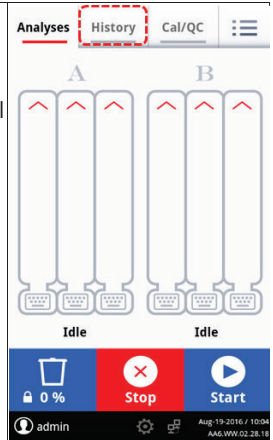 Analyses History Cal/QC
A B
Idle Idle
0 % Stop Start
admin Aug-19-2016 / 10:04
AA6.WW.02.28.18